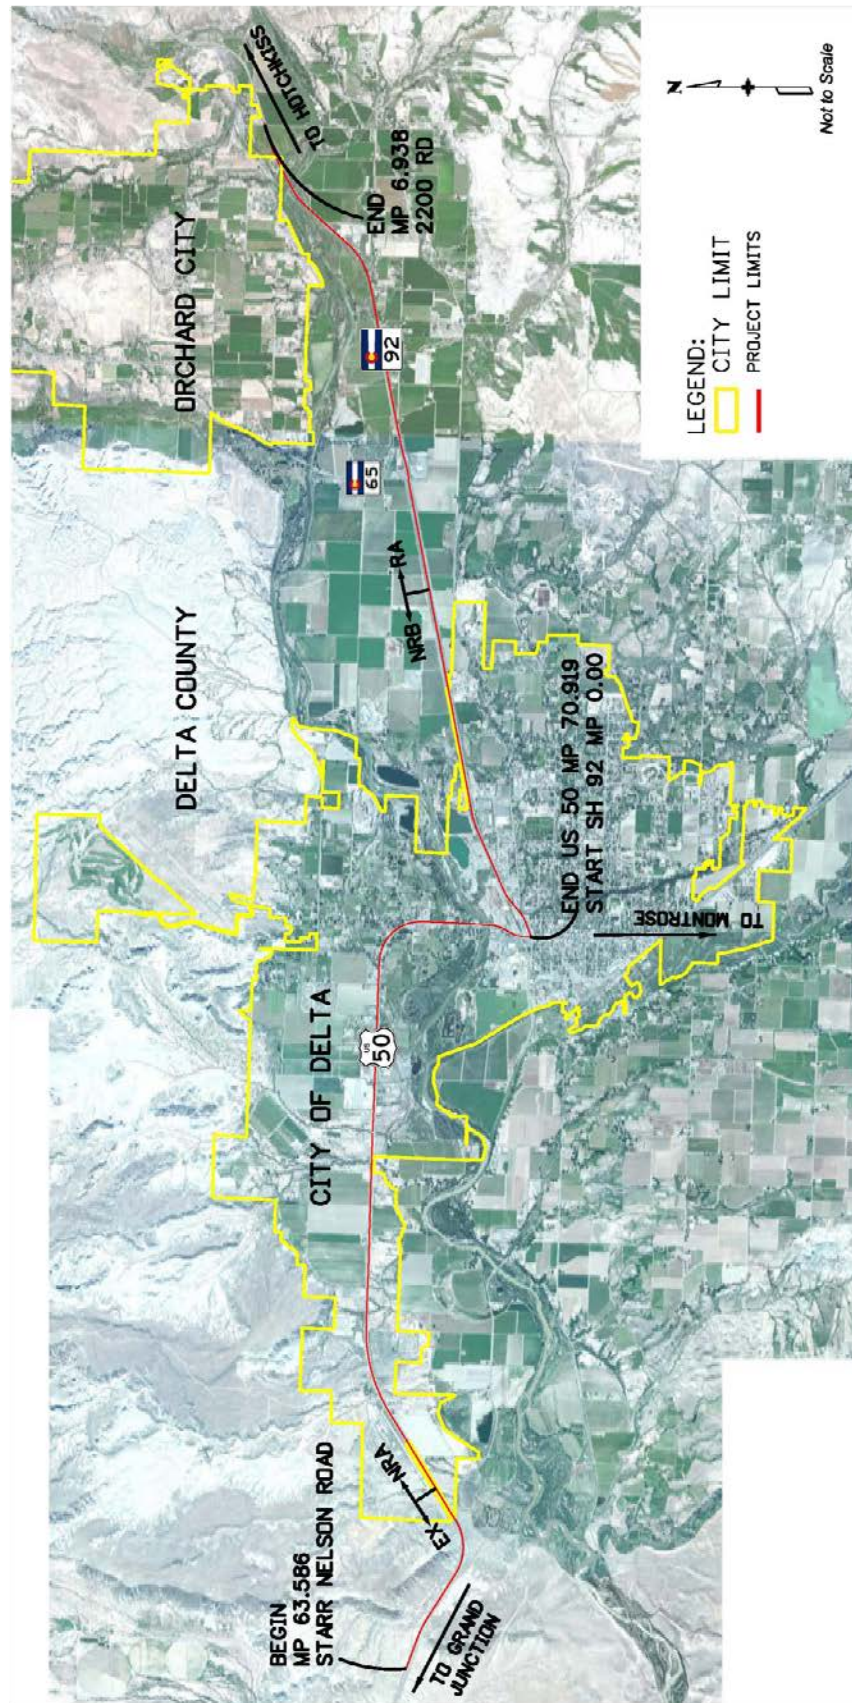 BEGIN
MP 63.586
STARR NELSON ROAD
TO GRAND
JUNCTION
EX
NRA
CITY OF DELTA
US
50
DELTA COUNTY
END US 50 MP 70.919
START SH 92 MP 0.00
TO MONTROSE
NRB
RA
65
92
ORCHARD CITY
TO HOTCHKISS
END
MP 6.938
2200 RD
LEGEND:
CITY LIMIT
PROJECT LIMITS
N
Not to Scale